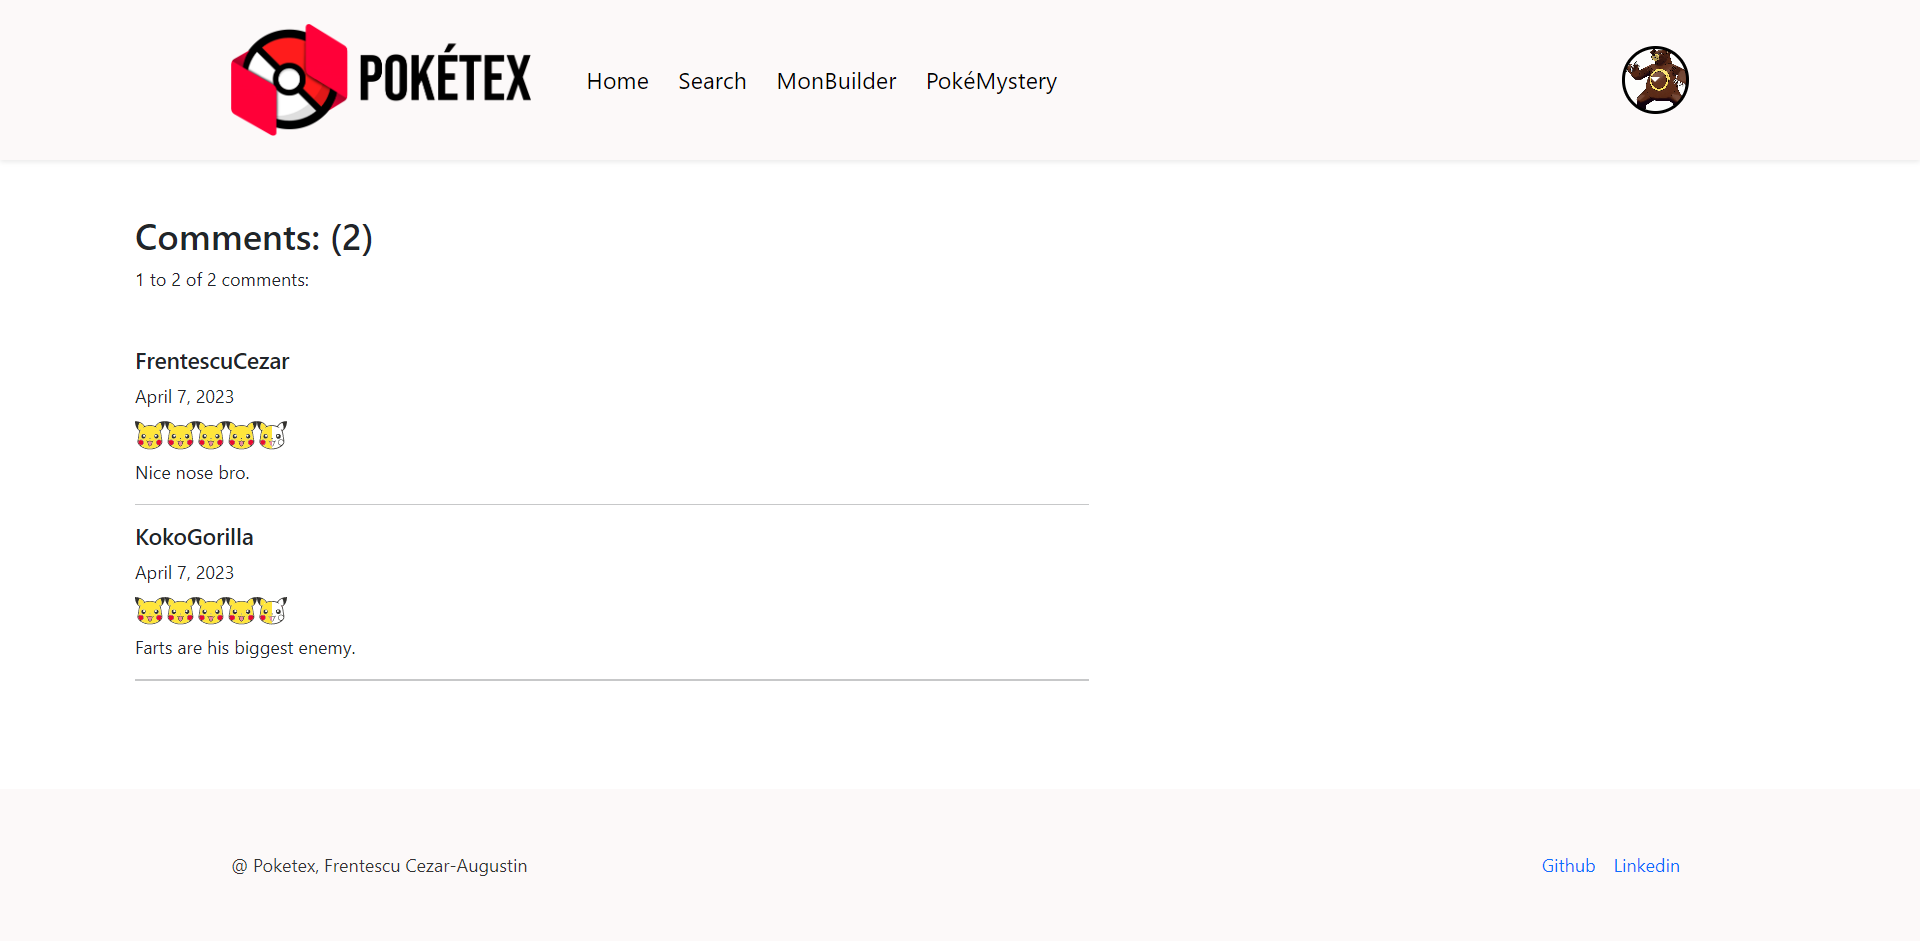 POKÉTEX
Home Search MonBuilder PokéMystery
Comments: (2)
1 to 2 of 2 comments:
FrentescuCezar
April 7, 2023
Nice nose bro.
KokoGorilla
April 7, 2023
Farts are his biggest enemy.
@ Poketex, Frentescu Cezar-Augustin
Github Linkedin